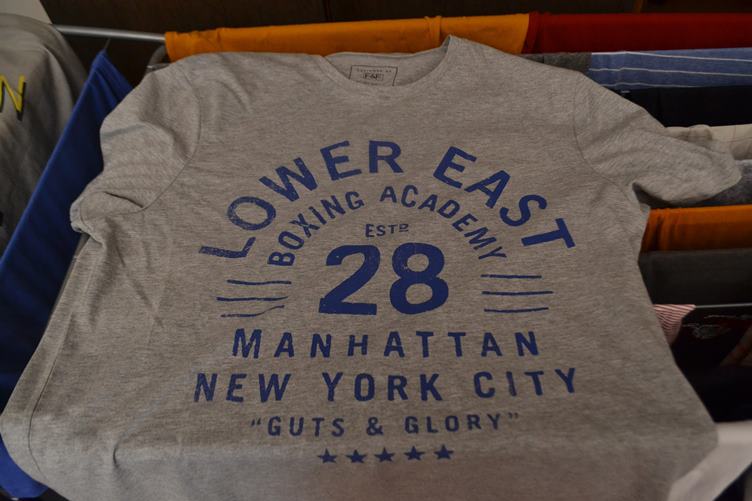 F&F
LOWER EAST
BOXING ACADEMY
ESTD
28
MANHATTAN
NEW YORK CITY
"GUTS & GLORY"